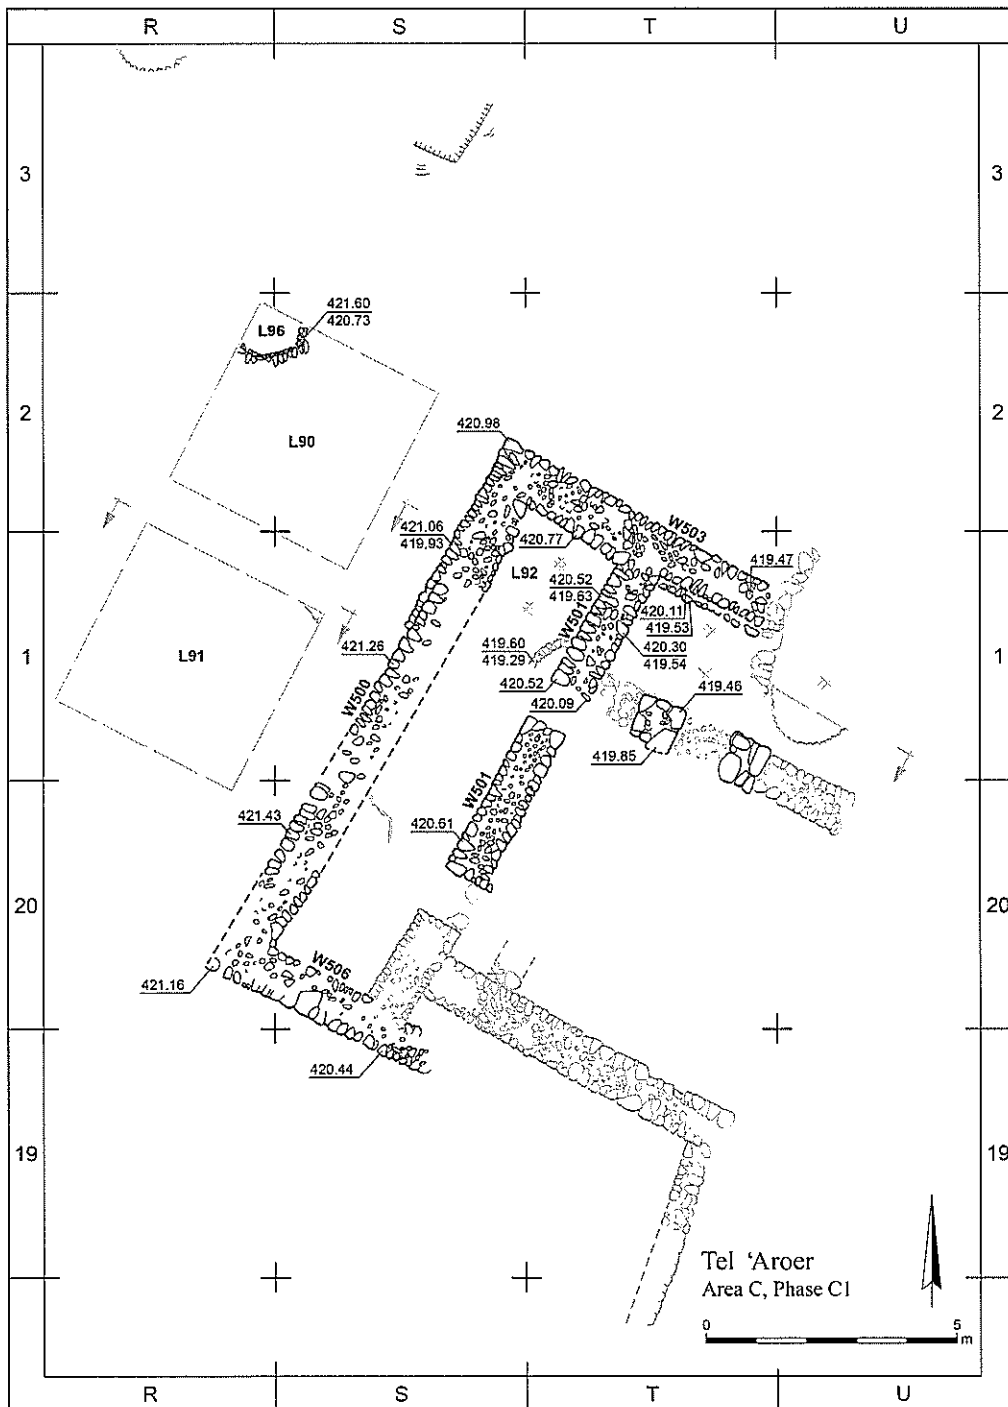 R S T U
3 3
421.60
420.73
L96
2 2
L90
420.98
W503
421.06
419.93
420.77
419.47
L92
420.52
419.63
W501
420.11
419.53
L91
1 1
421.26
419.60
419.29
420.30
419.54
W500
420.52
420.09
419.46
419.85
W501
421.43
420.61
20 20
W506
421.16
420.44
19 19
Tel ‘Aroer
Area C, Phase C1
0 5
m
R S T U